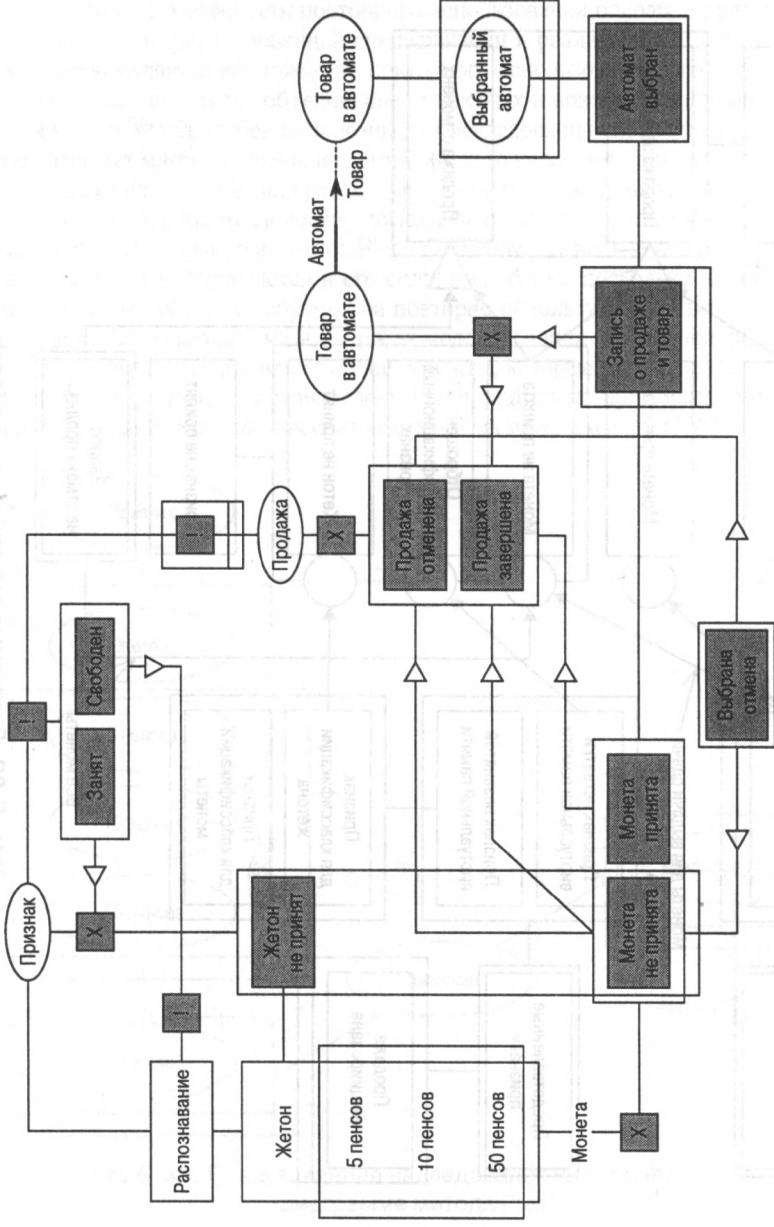 Признак
!
X
Занят
Свободен
Распознавание
!
!
Жетон
Жетон
не принят
Продажа
X
Товар
в автомате
Автомат
Товар
Товар
в автомате
5 пенсов
10 пенсов
50 пенсов
Продажа
отменена
Продажа
завершена
X
Выбранный
автомат
Монета
X
Монета
не принята
Монета
принята
Запись
о продаже
и товар
Автомат
выбран
Выбрана
отмена